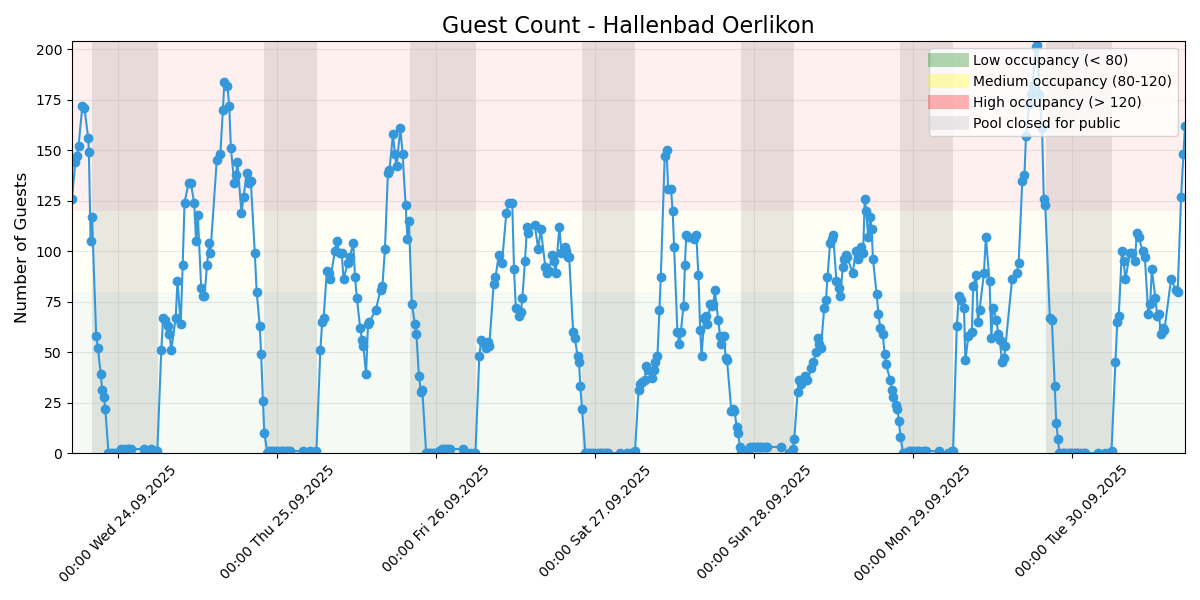 Guest Count - Hallenbad Oerlikon
Number of Guests
200
175
150
125
100
75
50
25
0
Low occupancy (< 80)
Medium occupancy (80-120)
High occupancy (> 120)
Pool closed for public
00:00 Wed 24.09.2025
00:00 Thu 25.09.2025
00:00 Fri 26.09.2025
00:00 Sat 27.09.2025
00:00 Sun 28.09.2025
00:00 Mon 29.09.2025
00:00 Tue 30.09.2025